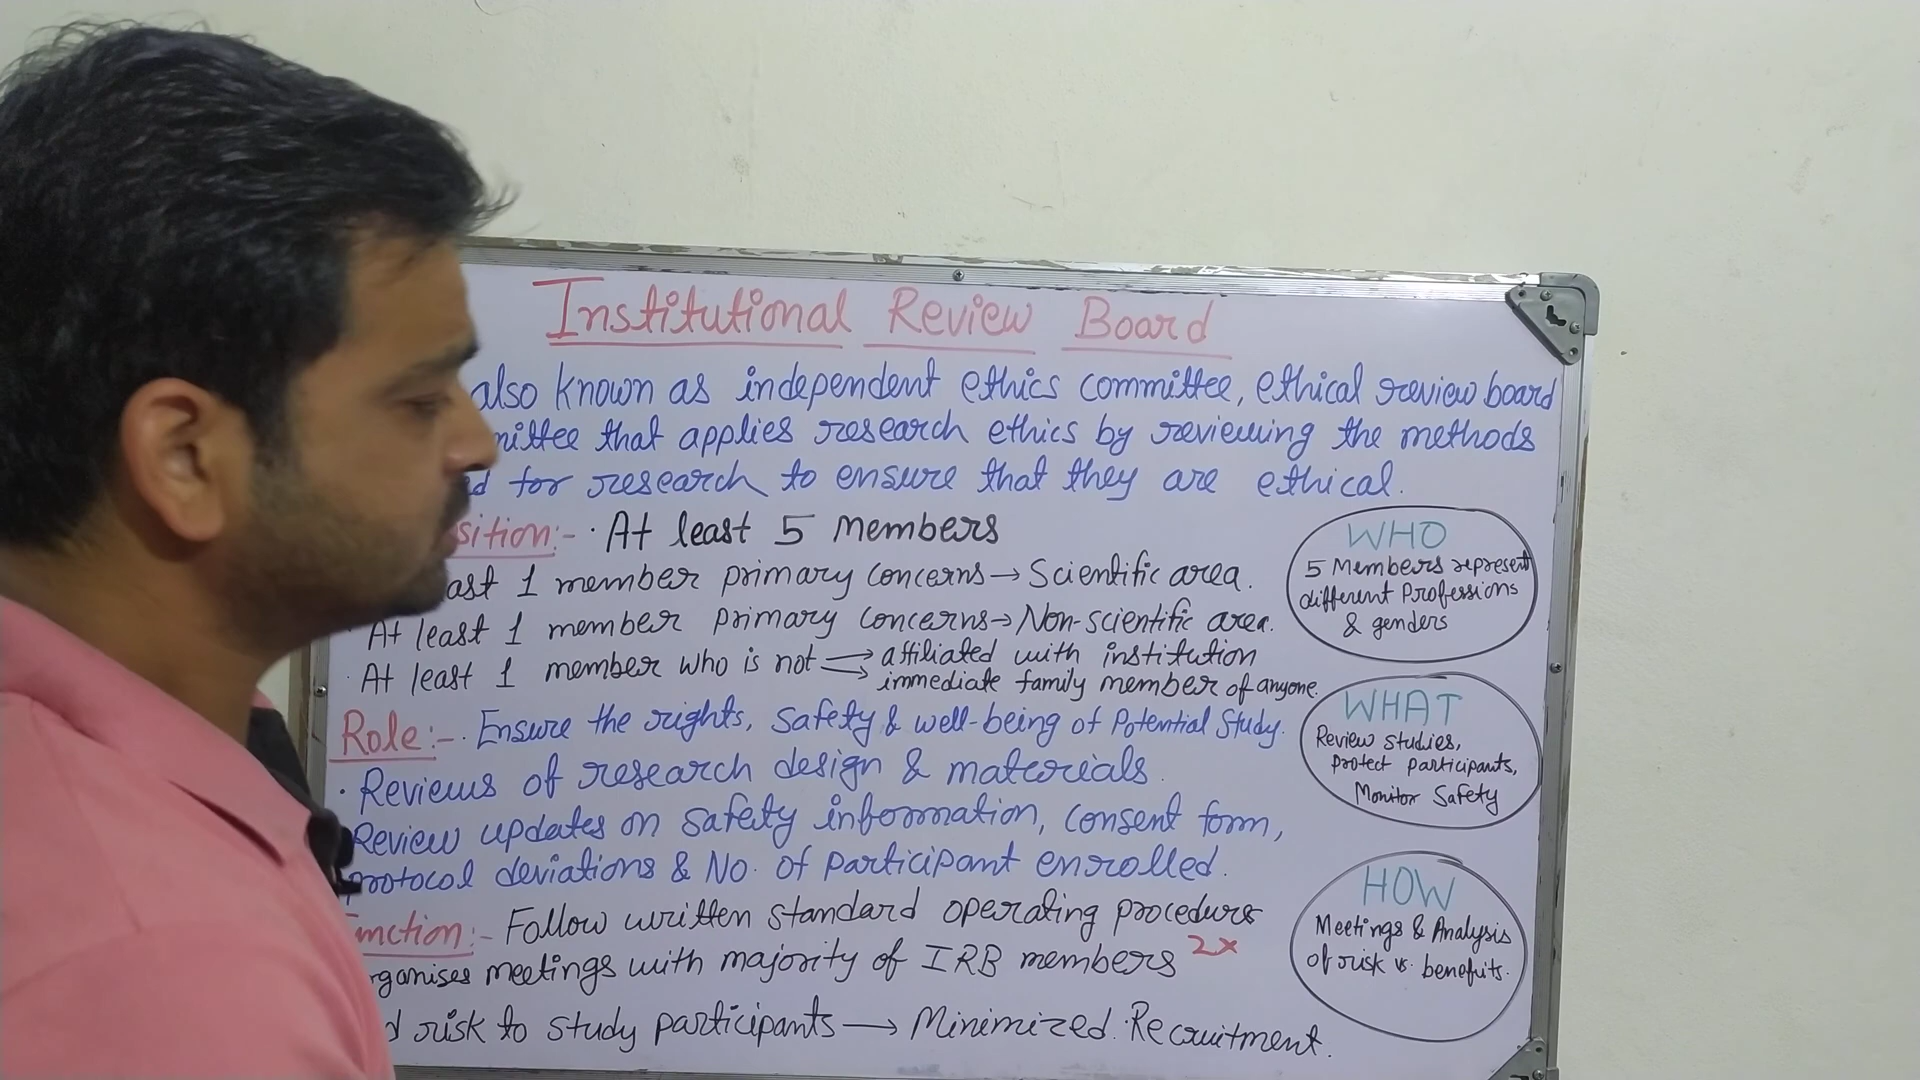 Institutional Review Board
also known as independent ethics committee, ethical review board
mittee that applies research ethics by reviewing the methods
d for research to ensure that they are ethical.
sition:- · At least 5 Members
ast 1 member primary concerns → Scientific area.
· At least 1 member primary concerns → Non-scientific area.
· At least 1 member who is not → affiliated with institution
→ immediate family member of anyone.
Role:- · Ensure the rights, safety & well-being of Potential Study.
· Reviews of research design & materials.
Review updates on safety information, consent form,
protocol deviations & No. of participant enrolled.
Function:- Follow written standard operating procedures
rganises meetings with majority of IRB members 2x
d risk to study participants → Minimized. Recruitment.
WHO
5 Members represent
different Professions
& genders
WHAT
Review studies,
protect participants,
Monitor Safety
HOW
Meetings & Analysis
of risk vs. benefits.